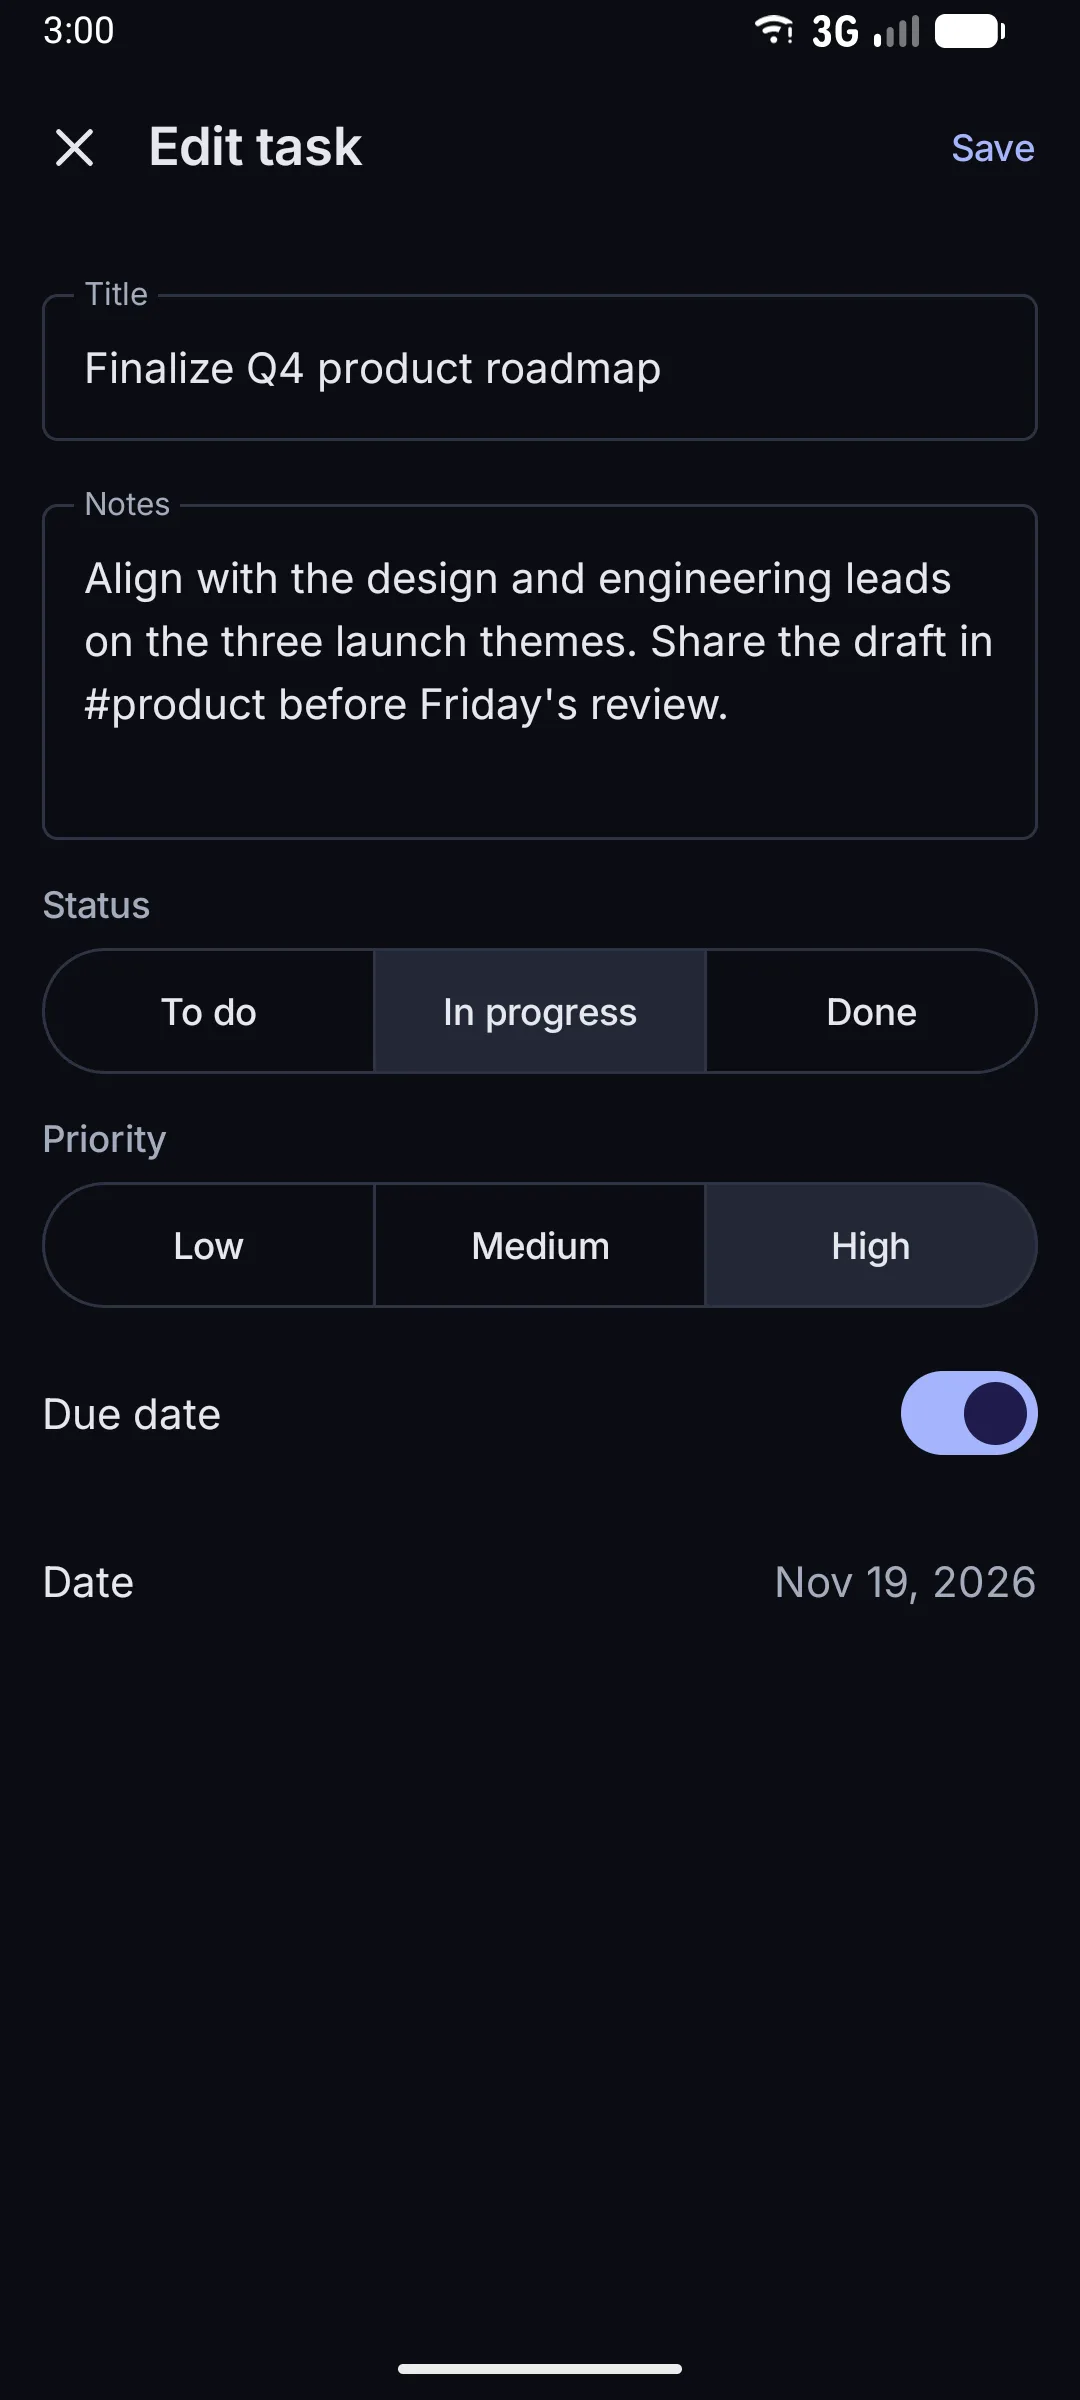 3:00
3G
Edit task
Save
Title
Finalize Q4 product roadmap
Notes
Align with the design and engineering leads
on the three launch themes. Share the draft in
#product before Friday's review.
Status
To do
In progress
Done
Priority
Low
Medium
High
Due date
Date
Nov 19, 2026